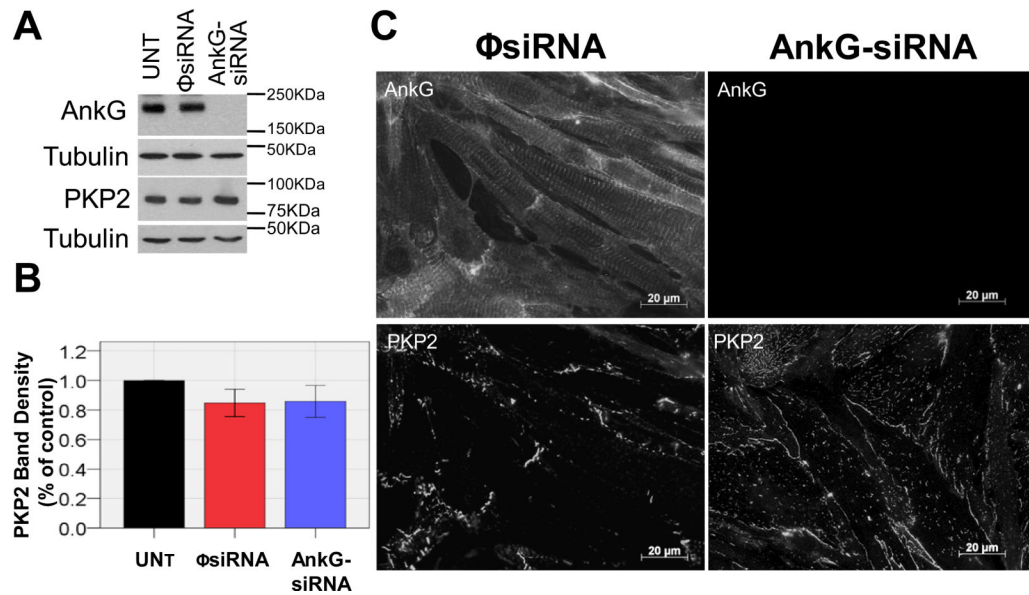 A
UNT
ΦsiRNA
AnkG-
siRNA
AnkG
250KDa
150KDa
Tubulin
50KDa
PKP2
100KDa
75KDa
Tubulin
50KDa
B
PKP2 Band Density
(% of control)
1.2
1.0
0.8
0.6
0.4
0.2
0.0
UNT
ΦsiRNA
AnkG-
siRNA
C
ΦsiRNA
AnkG-siRNA
AnkG
20 µm
AnkG
20 µm
PKP2
20 µm
PKP2
20 µm